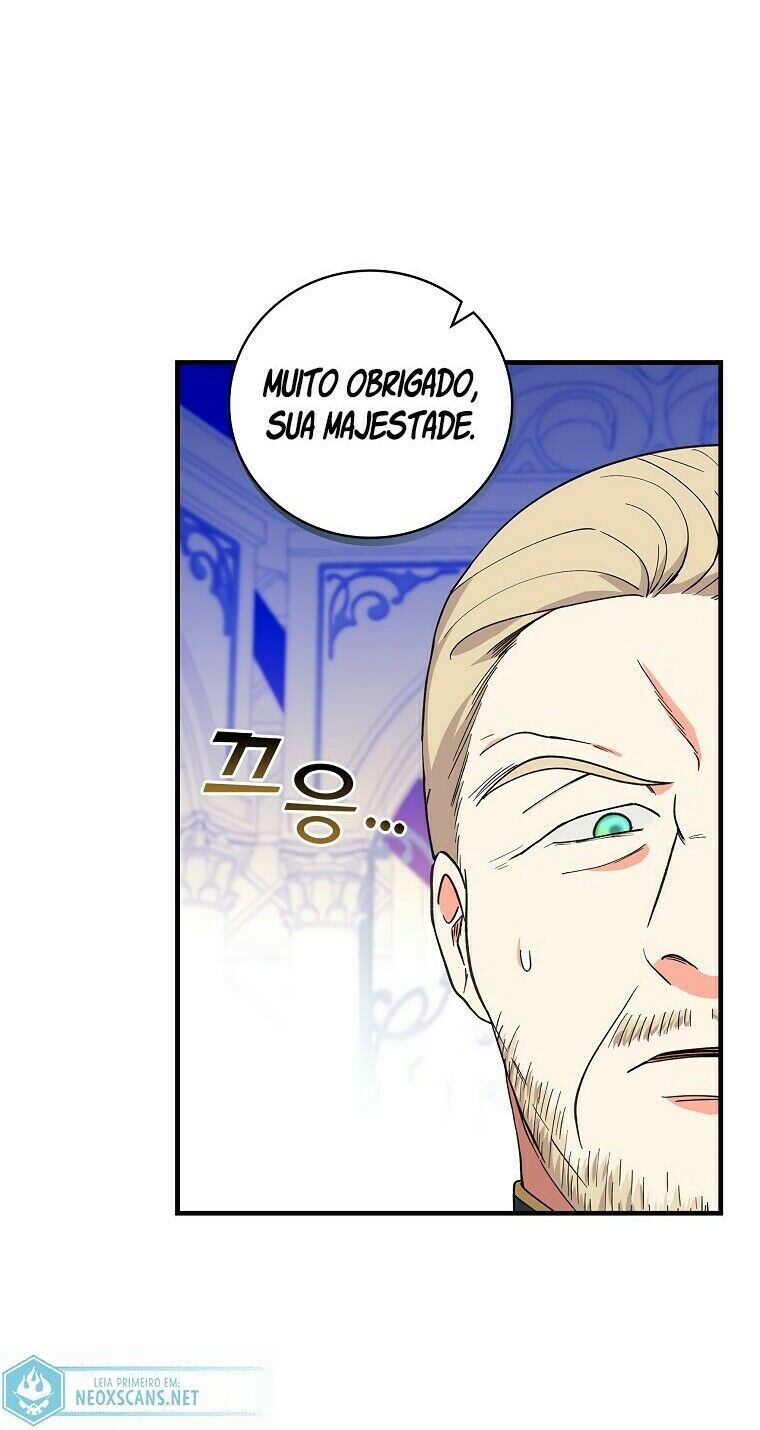 MUITO OBRIGADO,
SUA MAJESTADE.
끄응...
LEIA PRIMEIRO EM:
NEOXSCANS.NET